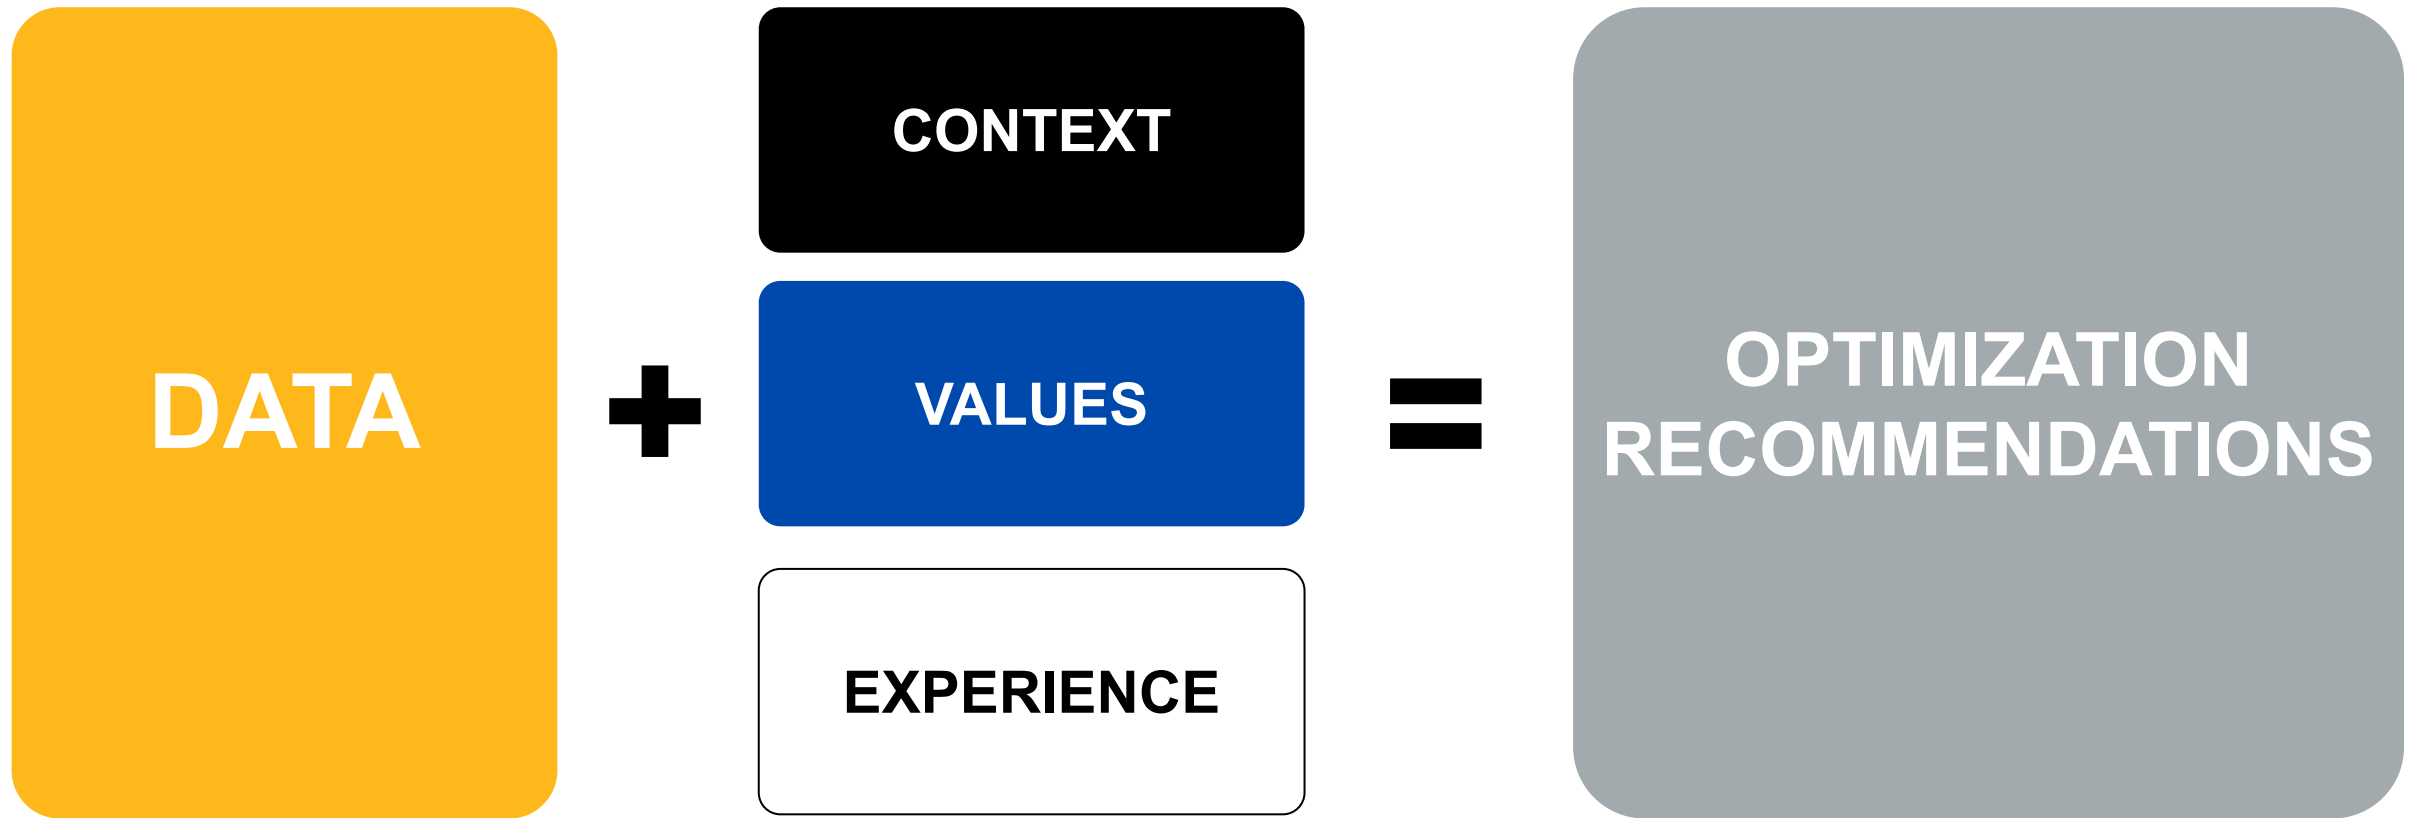 DATA
+
CONTEXT
VALUES
EXPERIENCE
=
OPTIMIZATION
RECOMMENDATIONS